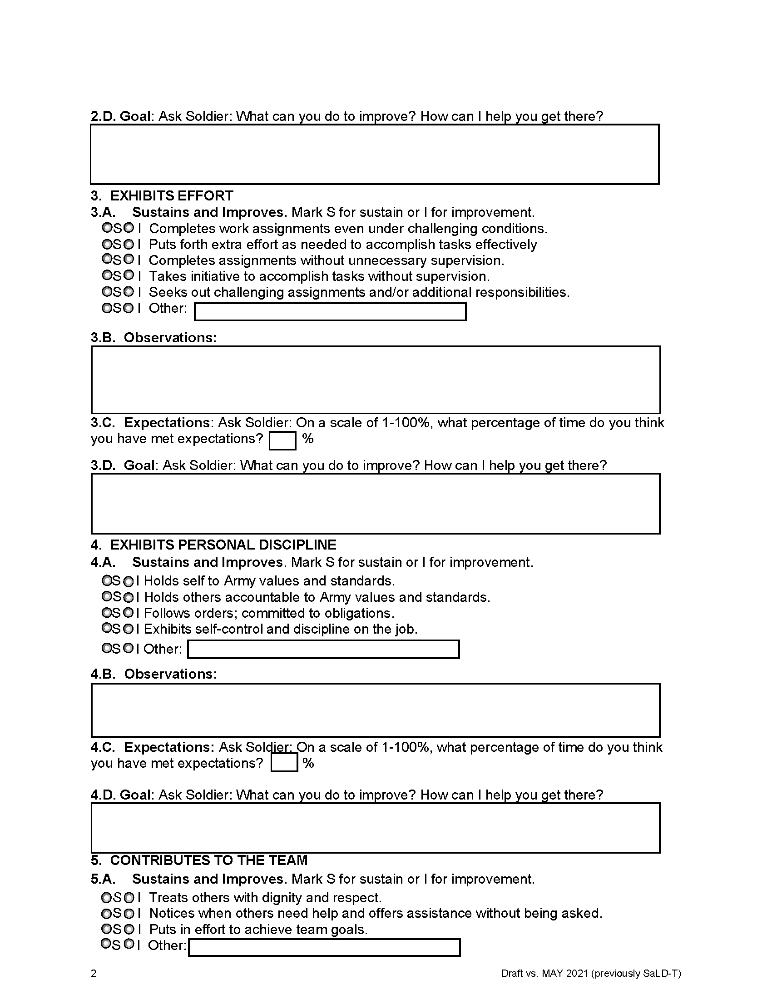 2.D. Goal: Ask Soldier: What can you do to improve? How can I help you get there?
3. EXHIBITS EFFORT
3.A. Sustains and Improves. Mark S for sustain or I for improvement.
S I Completes work assignments even under challenging conditions.
S I Puts forth extra effort as needed to accomplish tasks effectively
S I Completes assignments without unnecessary supervision.
S I Takes initiative to accomplish tasks without supervision.
S I Seeks out challenging assignments and/or additional responsibilities.
S I Other:
3.B. Observations:
3.C. Expectations: Ask Soldier: On a scale of 1-100%, what percentage of time do you think
you have met expectations? %
3.D. Goal: Ask Soldier: What can you do to improve? How can I help you get there?
4. EXHIBITS PERSONAL DISCIPLINE
4.A. Sustains and Improves. Mark S for sustain or I for improvement.
S I Holds self to Army values and standards.
S I Holds others accountable to Army values and standards.
S I Follows orders; committed to obligations.
S I Exhibits self-control and discipline on the job.
S I Other:
4.B. Observations:
4.C. Expectations: Ask Soldier: On a scale of 1-100%, what percentage of time do you think
you have met expectations? %
4.D. Goal: Ask Soldier: What can you do to improve? How can I help you get there?
5. CONTRIBUTES TO THE TEAM
5.A. Sustains and Improves. Mark S for sustain or I for improvement.
S I Treats others with dignity and respect.
S I Notices when others need help and offers assistance without being asked.
S I Puts in effort to achieve team goals.
S I Other:
2 Draft vs. MAY 2021 (previously SaLD-T)